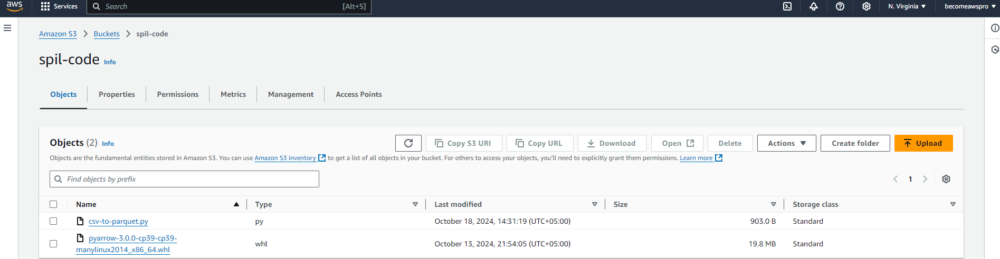 aws
Services
Search [Alt+S]
N. Virginia
becomeawspro
Amazon S3 > Buckets > spil-code
spil-code Info
Objects Properties Permissions Metrics Management Access Points
Objects (2) Info
Copy S3 URI
Copy URL
Download
Open
Delete
Actions
Create folder
Upload
Objects are the fundamental entities stored in Amazon S3. You can use Amazon S3 inventory to get a list of all objects in your bucket. For others to access your objects, you'll need to explicitly grant them permissions. Learn more
Find objects by prefix
1
Name Type Last modified Size Storage class
csv-to-parquet.py py October 18, 2024, 14:31:19 (UTC+05:00) 903.0 B Standard
pyarrow-3.0.0-cp39-cp39-
manylinux2014_x86_64.whl whl October 13, 2024, 21:54:05 (UTC+05:00) 19.8 MB Standard